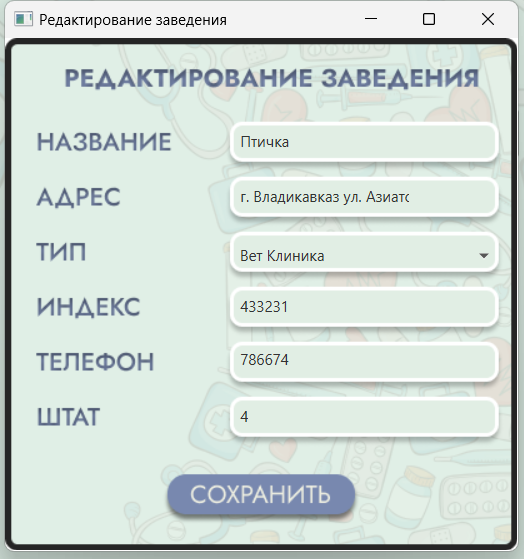 Редактирование заведения
РЕДАКТИРОВАНИЕ ЗАВЕДЕНИЯ
НАЗВАНИЕ Птичка
АДРЕС г. Владикавказ ул. Азиатс
ТИП Вет Клиника
ИНДЕКС 433231
ТЕЛЕФОН 786674
ШТАТ 4
СОХРАНИТЬ